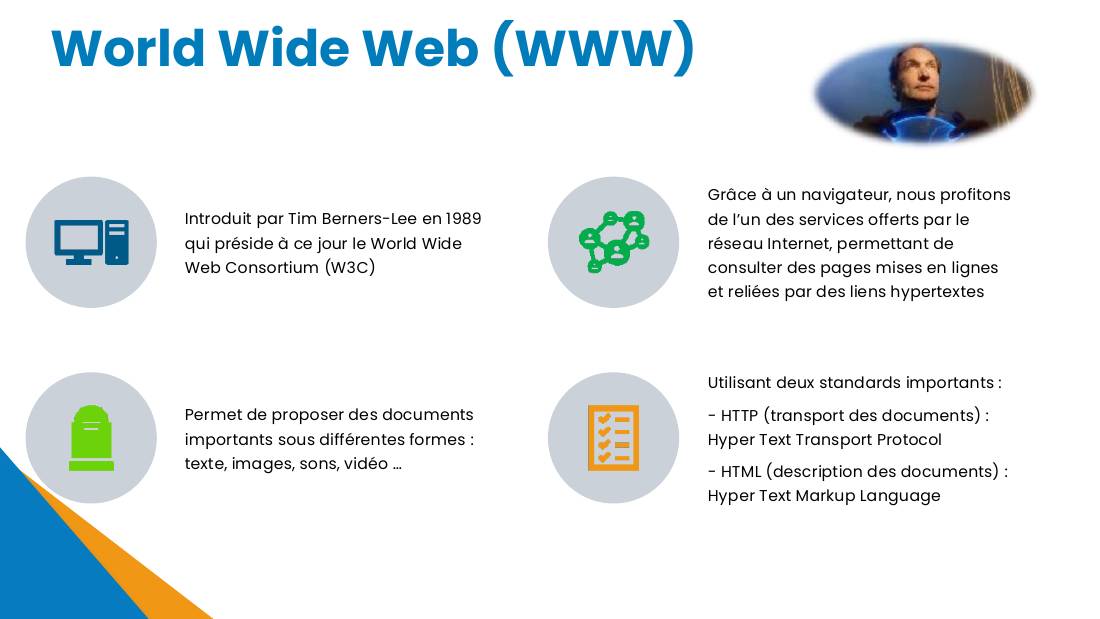 World Wide Web (WWW)
Introduit par Tim Berners-Lee en 1989
qui préside à ce jour le World Wide
Web Consortium (W3C)
Grâce à un navigateur, nous profitons
de l’un des services offerts par le
réseau Internet, permettant de
consulter des pages mises en lignes
et reliées par des liens hypertextes
Permet de proposer des documents
importants sous différentes formes :
texte, images, sons, vidéo …
Utilisant deux standards importants :
- HTTP (transport des documents) :
Hyper Text Transport Protocol
- HTML (description des documents) :
Hyper Text Markup Language